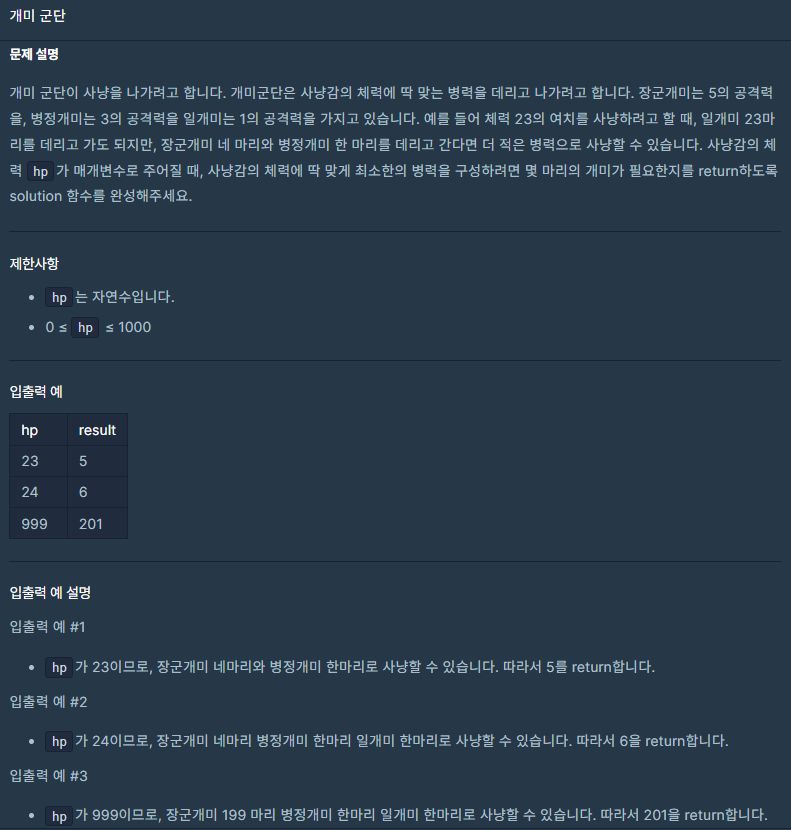 개미 군단
문제 설명
개미 군단이 사냥을 나가려고 합니다. 개미군단은 사냥감의 체력에 딱 맞는 병력을 데리고 나가려고 합니다. 장군개미는 5의 공격력
을, 병정개미는 3의 공격력을 일개미는 1의 공격력을 가지고 있습니다. 예를 들어 체력 23의 여치를 사냥하려고 할 때, 일개미 23마
리를 데리고 가도 되지만, 장군개미 네 마리와 병정개미 한 마리를 데리고 간다면 더 적은 병력으로 사냥할 수 있습니다. 사냥감의 체
력 hp 가 매개변수로 주어질 때, 사냥감의 체력에 딱 맞게 최소한의 병력을 구성하려면 몇 마리의 개미가 필요한지를 return하도록
solution 함수를 완성해주세요.
제한사항
• hp 는 자연수입니다.
• 0 ≤ hp ≤ 1000
입출력 예
hp result
23 5
24 6
999 201
입출력 예 설명
입출력 예 #1
• hp 가 23이므로, 장군개미 네마리와 병정개미 한마리로 사냥할 수 있습니다. 따라서 5를 return합니다.
입출력 예 #2
• hp 가 24이므로, 장군개미 네마리 병정개미 한마리 일개미 한마리로 사냥할 수 있습니다. 따라서 6을 return합니다.
입출력 예 #3
• hp 가 999이므로, 장군개미 199 마리 병정개미 한마리 일개미 한마리로 사냥할 수 있습니다. 따라서 201을 return합니다.